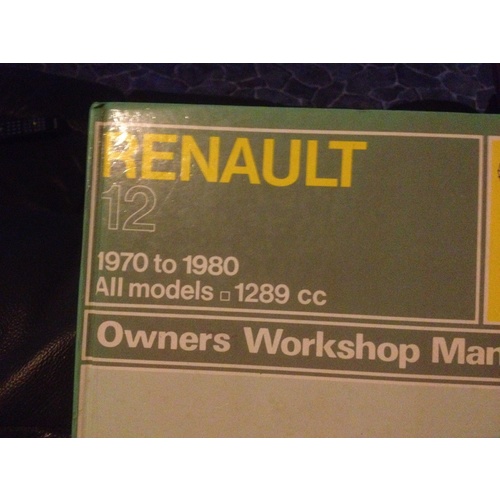 RENAULT
12
1970 to 1980
All models □ 1289 cc
Owners Workshop Man